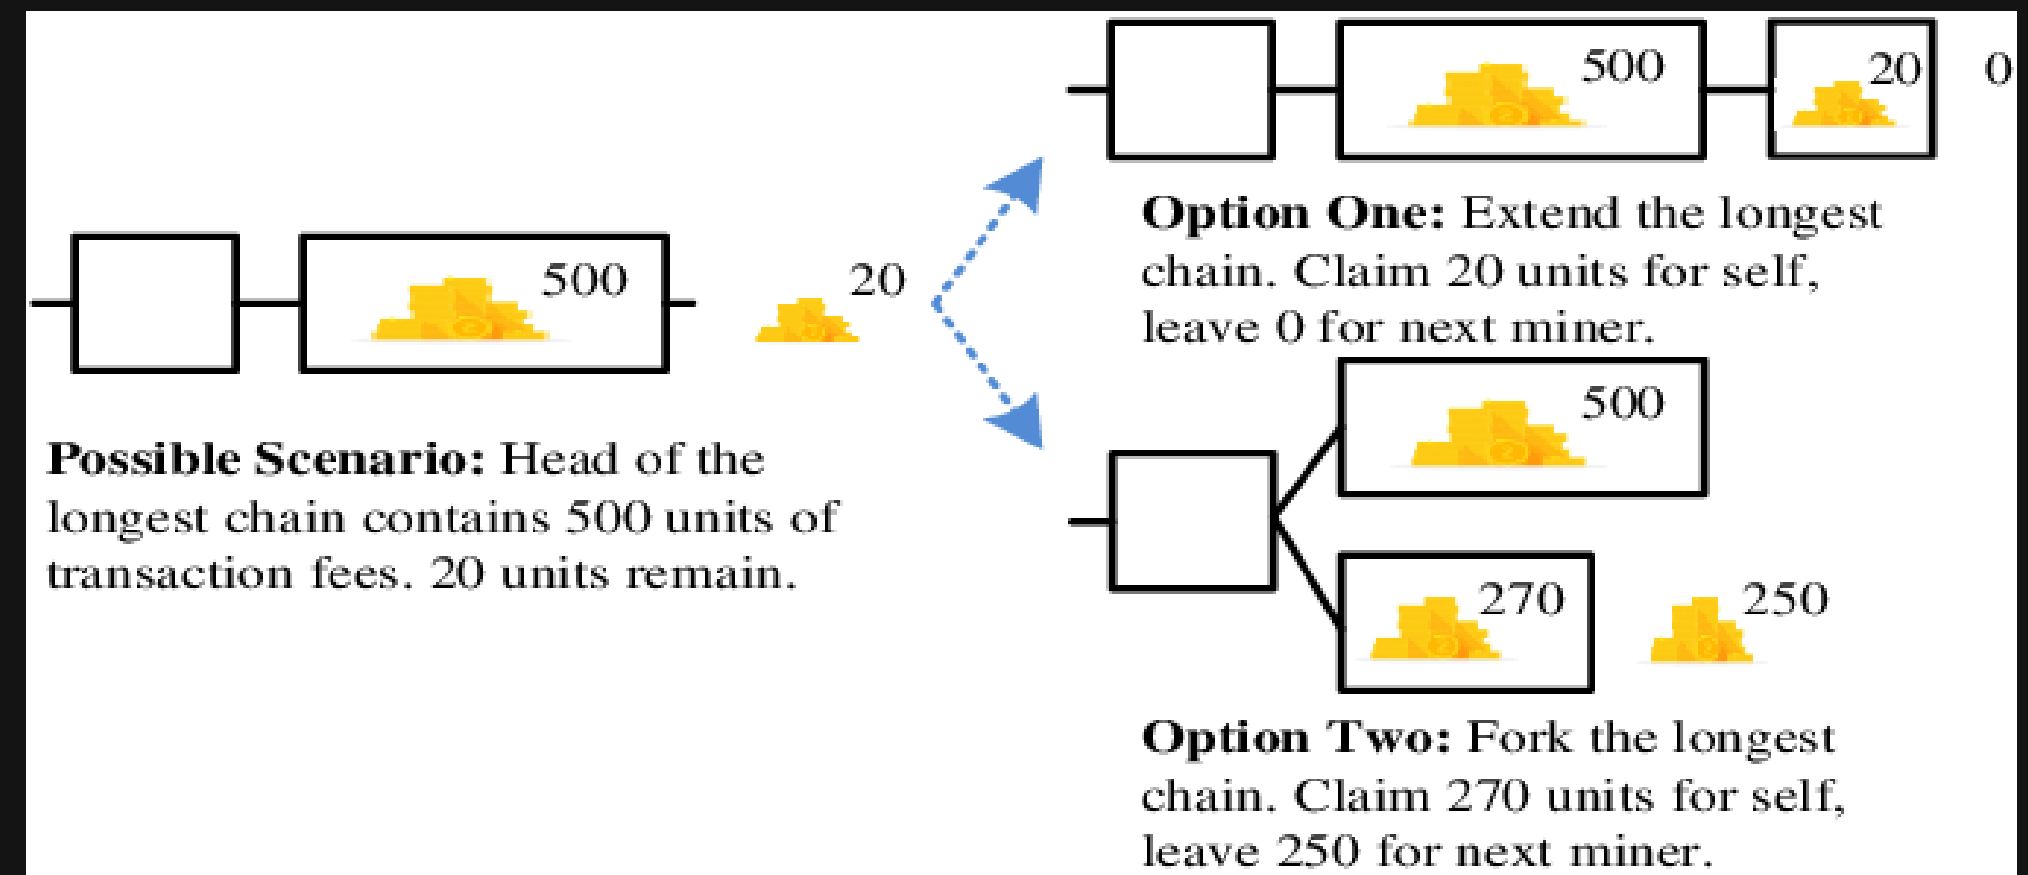 500
20
Possible Scenario: Head of the
longest chain contains 500 units of
transaction fees. 20 units remain.
500
20
0
Option One: Extend the longest
chain. Claim 20 units for self,
leave 0 for next miner.
500
270
250
Option Two: Fork the longest
chain. Claim 270 units for self,
leave 250 for next miner.